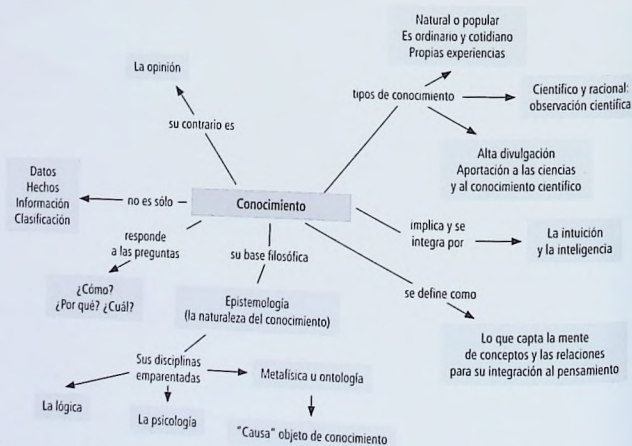 Natural o popular
Es ordinario y cotidiano
Propias experiencias
La opinión
tipos de conocimiento
Científico y racional:
observación científica
su contrario es
Alta divulgación
Aportación a las ciencias
y al conocimiento científico
Datos
Hechos
Información
Clasificación
no es sólo
Conocimiento
implica y se
integra por
La intuición
y la inteligencia
responde
a las preguntas
su base filosófica
¿Cómo?
¿Por qué? ¿Cuál?
Epistemología
(la naturaleza del conocimiento)
se define como
Lo que capta la mente
de conceptos y las relaciones
para su integración al pensamiento
Sus disciplinas
emparentadas
Metafísica u ontología
La lógica
La psicología
"Causa" objeto de conocimiento